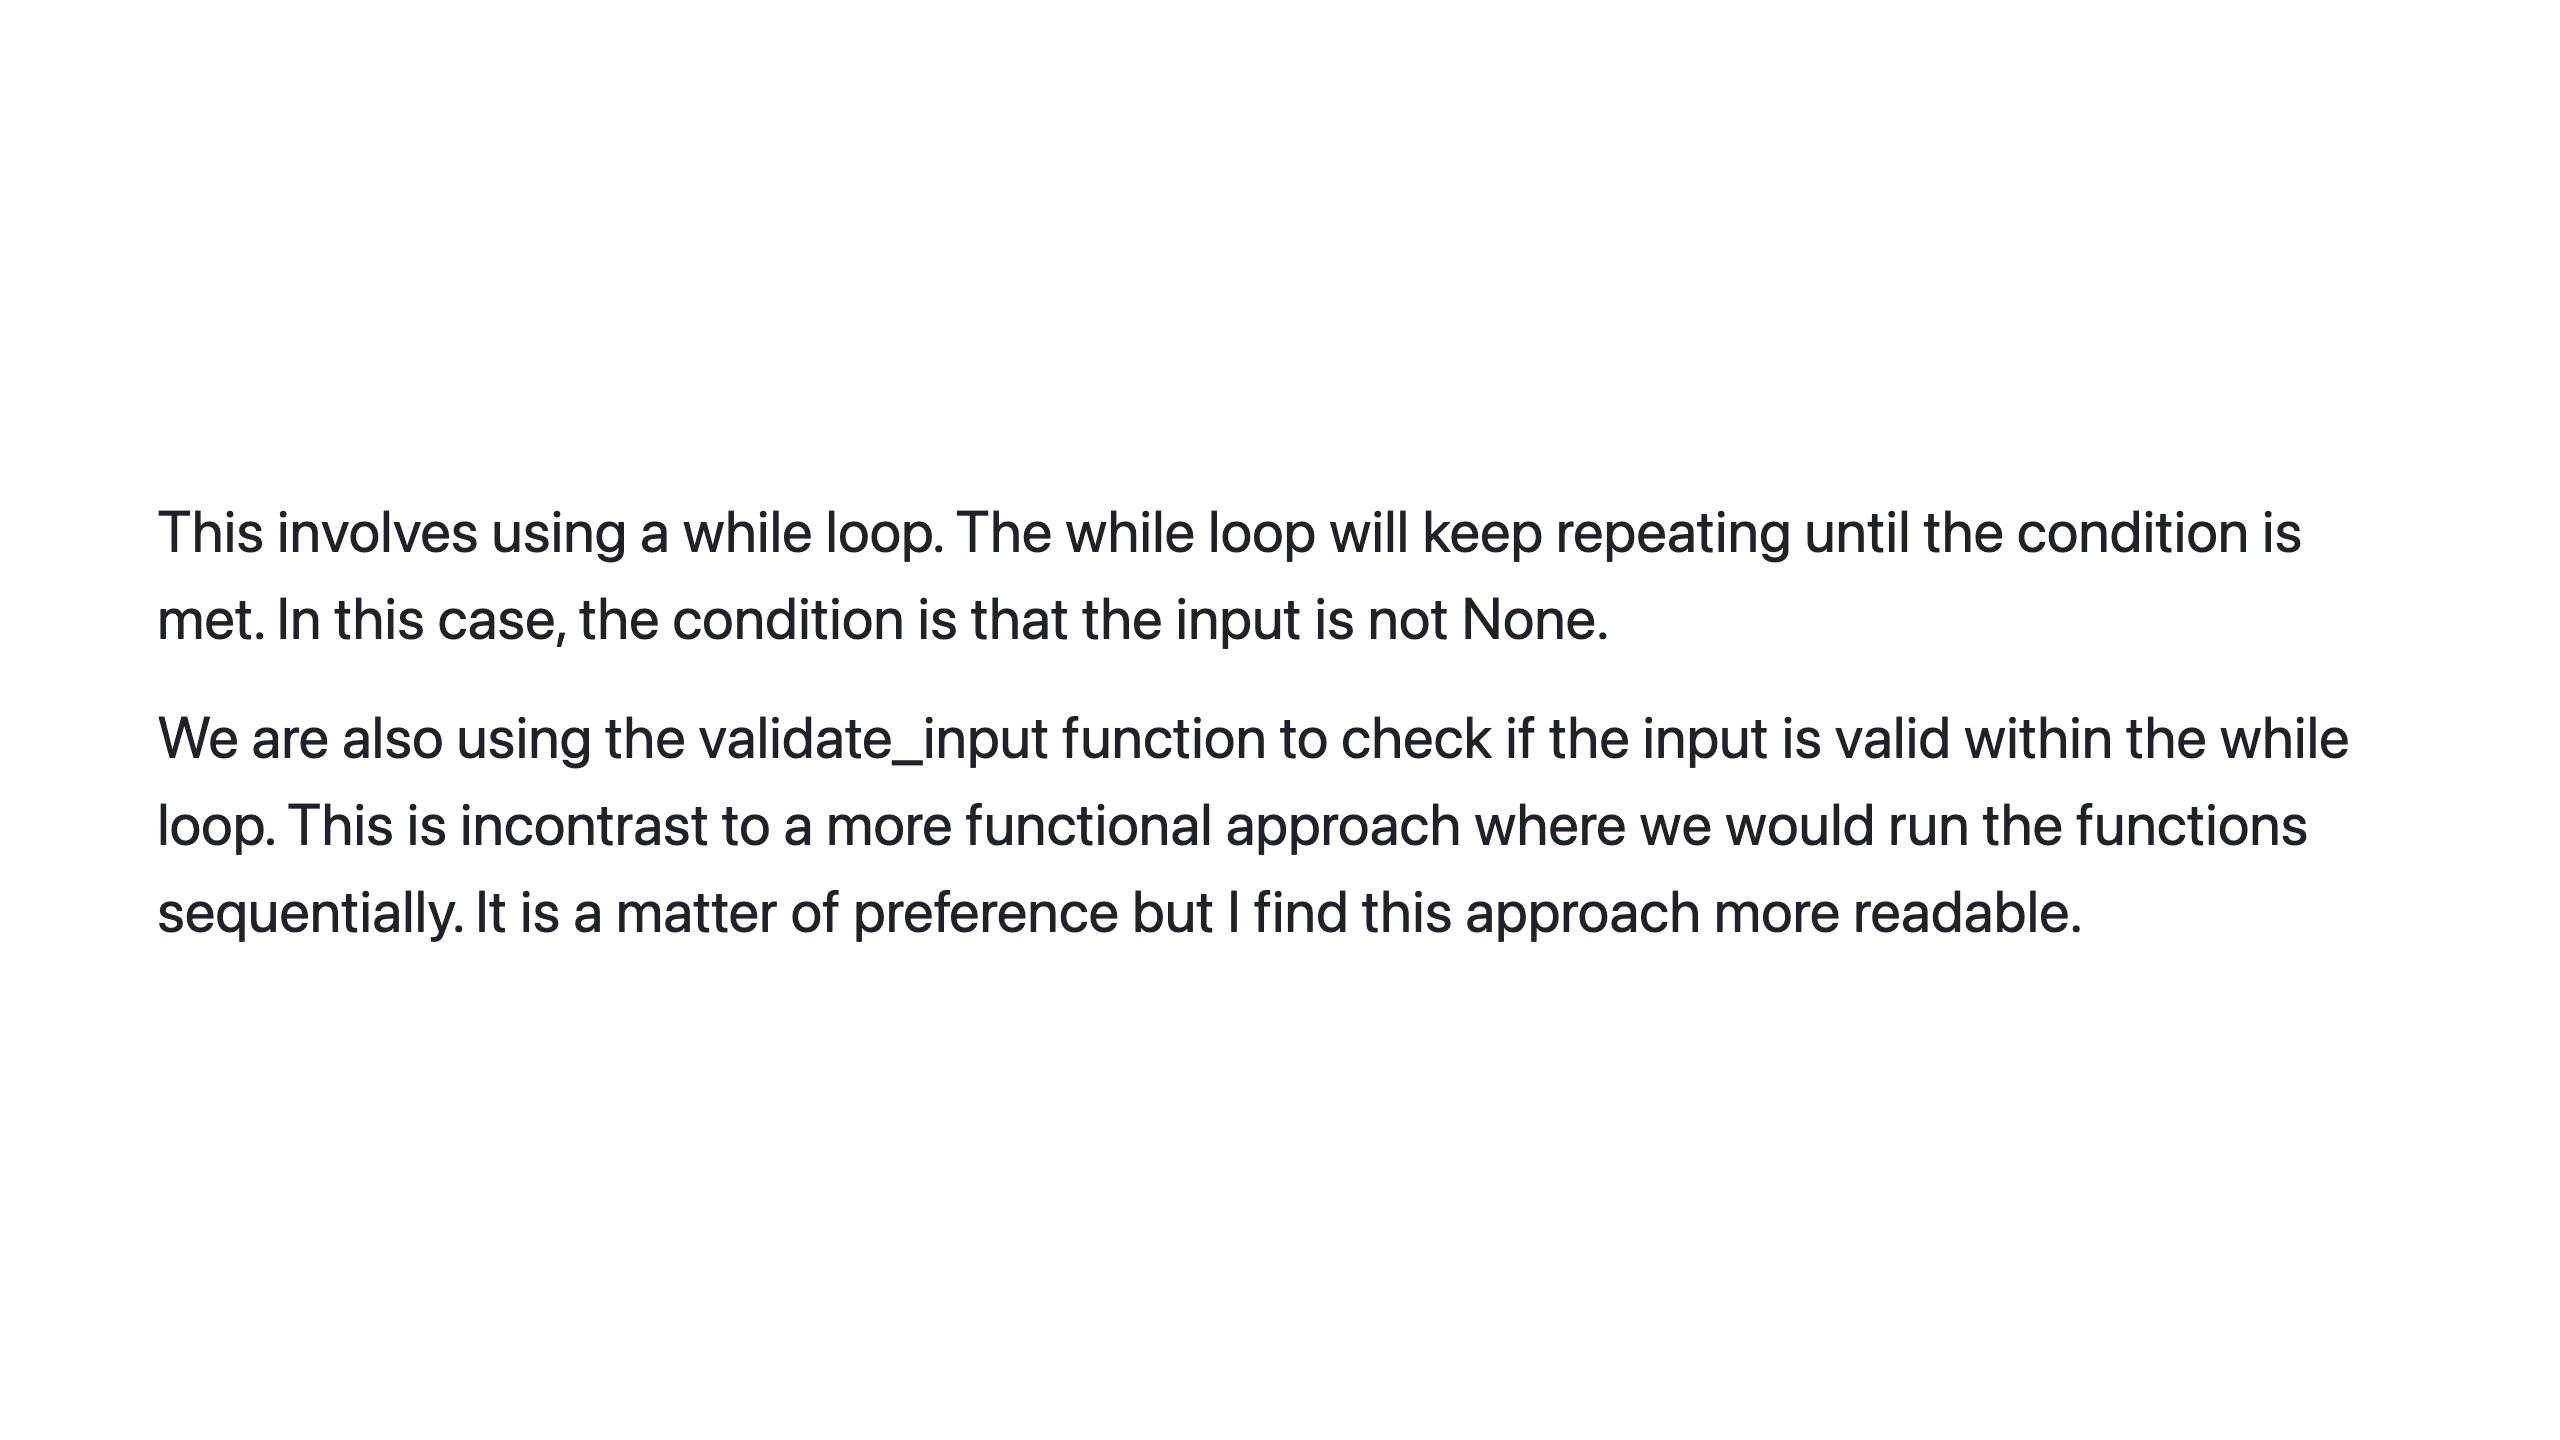 This involves using a while loop. The while loop will keep repeating until the condition is
met. In this case, the condition is that the input is not None.
We are also using the validate_input function to check if the input is valid within the while
loop. This is incontrast to a more functional approach where we would run the functions
sequentially. It is a matter of preference but I find this approach more readable.